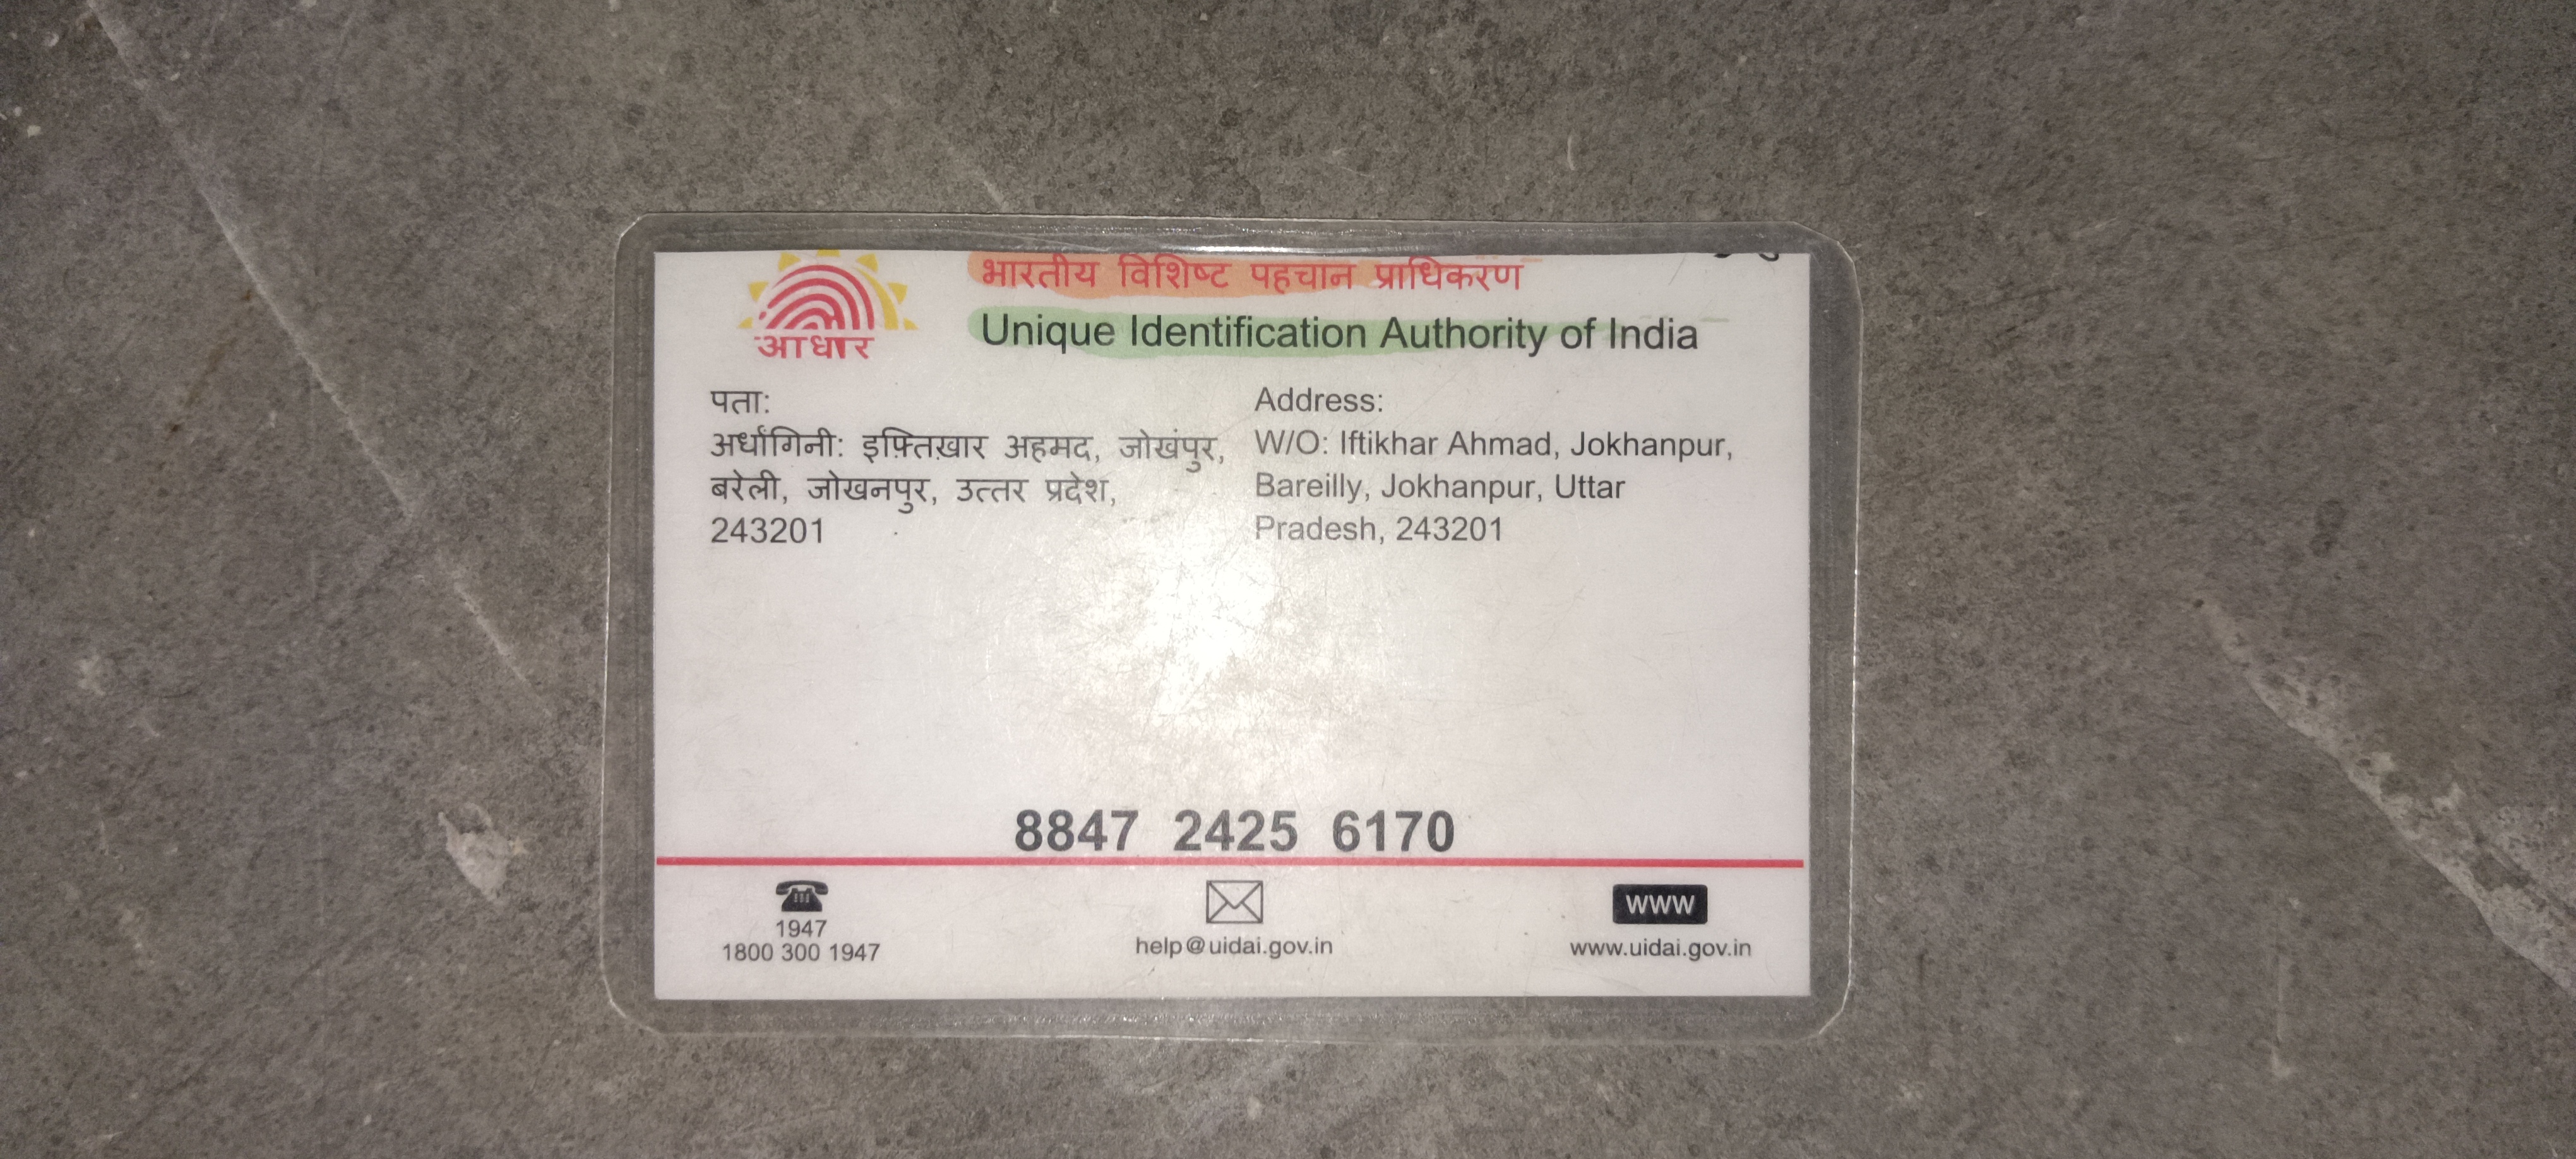 भारतीय विशिष्ट पहचान प्राधिकरण
Unique Identification Authority of India
आधार
पता:
अर्धांगिनी: इफ़्तिख़ार अहमद, जोखंपुर,
बरेली, जोखनपुर, उत्तर प्रदेश,
243201
Address:
W/O: Iftikhar Ahmad, Jokhanpur,
Bareilly, Jokhanpur, Uttar
Pradesh, 243201
8847 2425 6170
1947
1800 300 1947
help@uidai.gov.in
www
www.uidai.gov.in